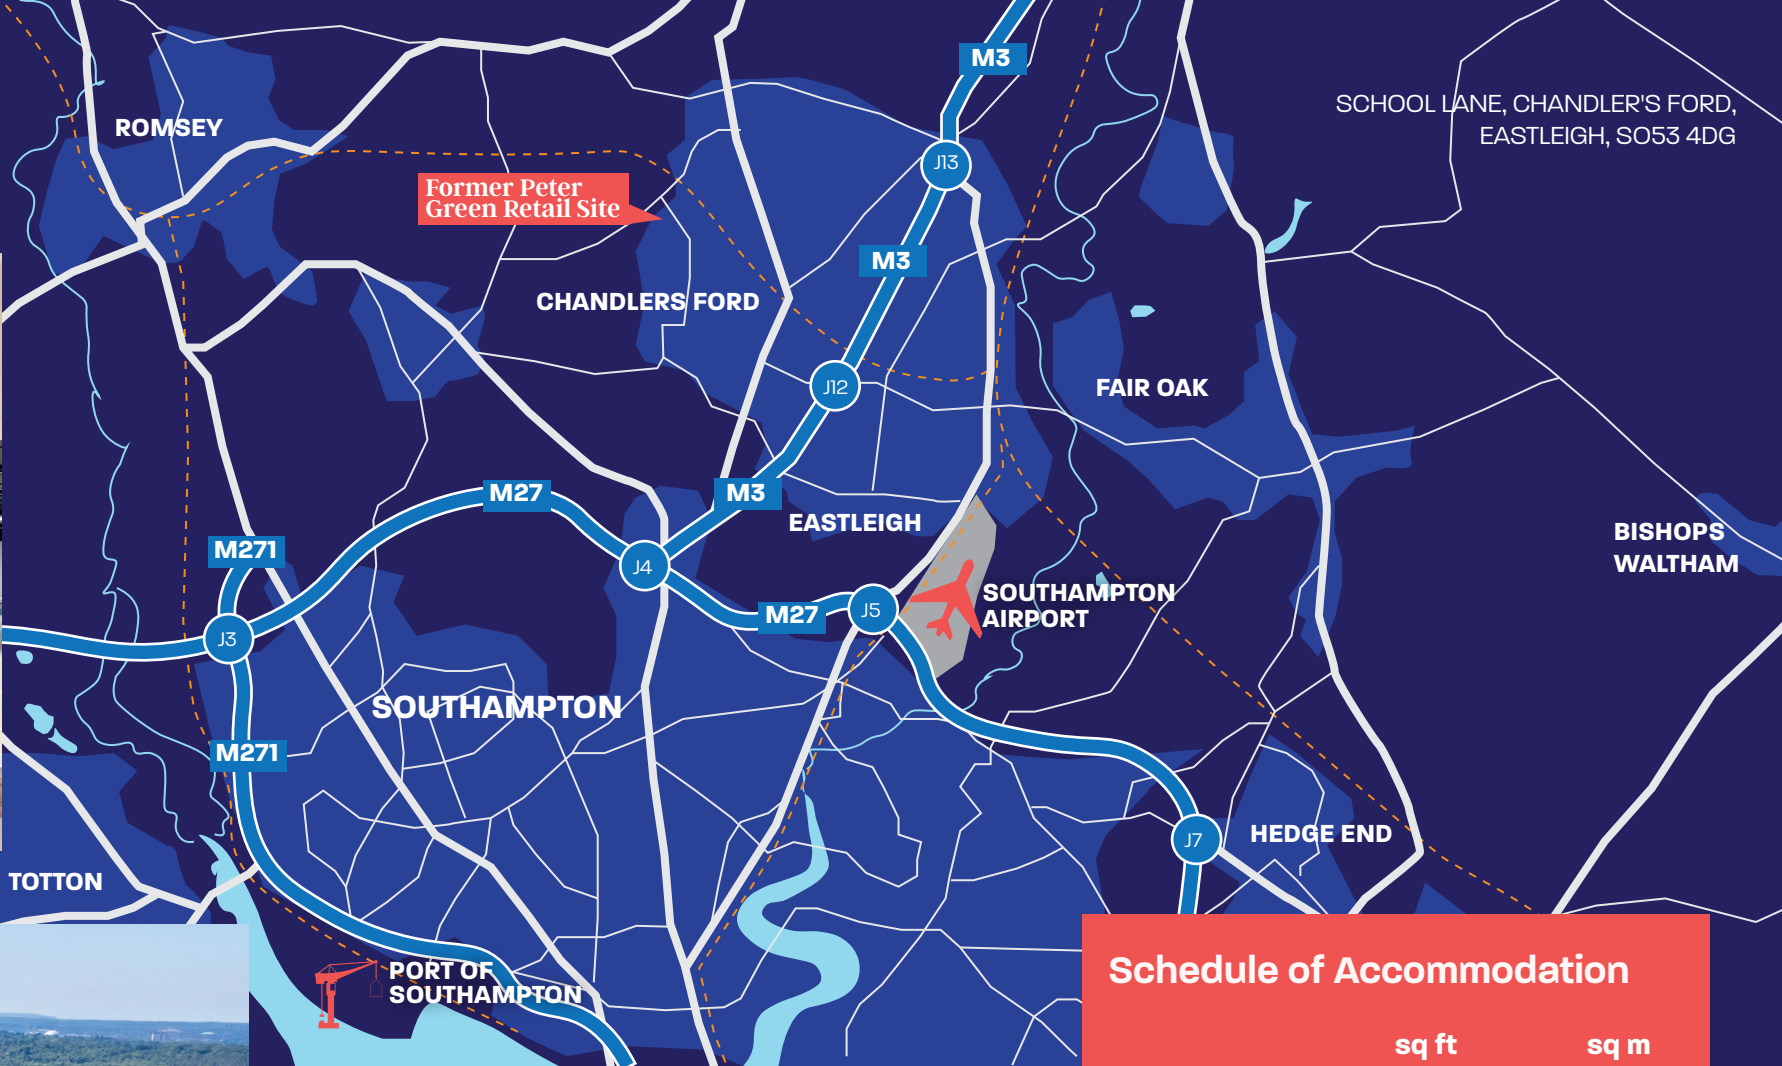 M3
SCHOOL LANE, CHANDLER'S FORD,
EASTLEIGH, SO53 4DG
ROMSEY
J13
Former Peter
Green Retail Site
M3
CHANDLERS FORD
J12
FAIR OAK
M27
M3
EASTLEIGH
BISHOPS
WALTHAM
M271
J4
SOUTHAMPTON
AIRPORT
M27
J5
J3
SOUTHAMPTON
M271
J7
HEDGE END
TOTTON
PORT OF
SOUTHAMPTON
Schedule of Accommodation
sq ft sq m